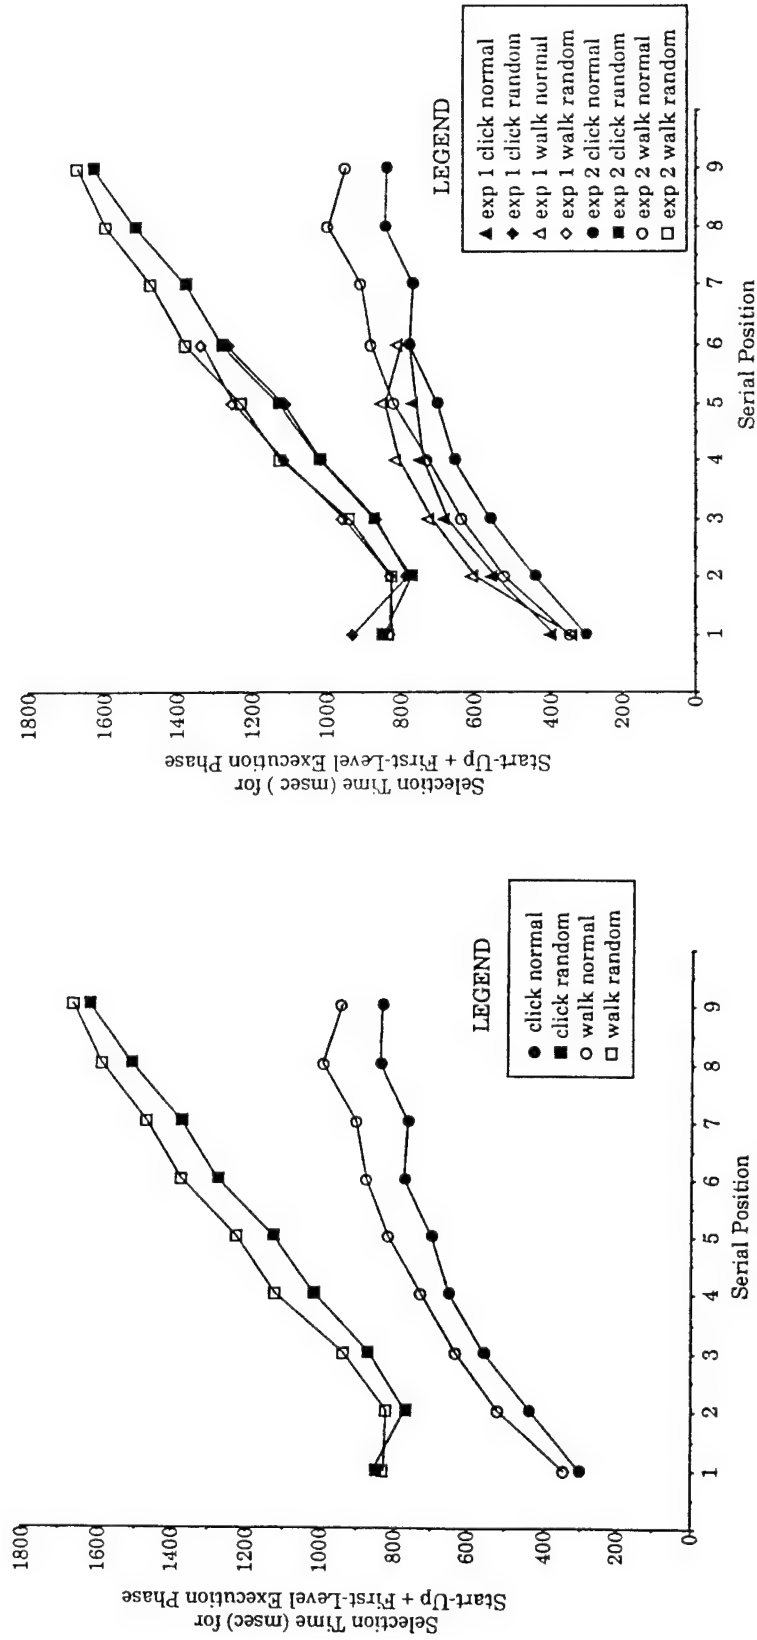 1800
1600
1400
1200
1000
800
600
400
200
0
Selection Time (msec) for
Start-Up + First-Level Execution Phase
1 2 3 4 5 6 7 8 9
Serial Position
LEGEND
click normal
click random
walk normal
walk random
1800
1600
1400
1200
1000
800
600
400
200
0
Selection Time (msec ) for
Start-Up + First-Level Execution Phase
1 2 3 4 5 6 7 8 9
Serial Position
LEGEND
exp 1 click normal
exp 1 click random
exp 1 walk normal
exp 1 walk random
exp 2 click normal
exp 2 click random
exp 2 walk normal
exp 2 walk random